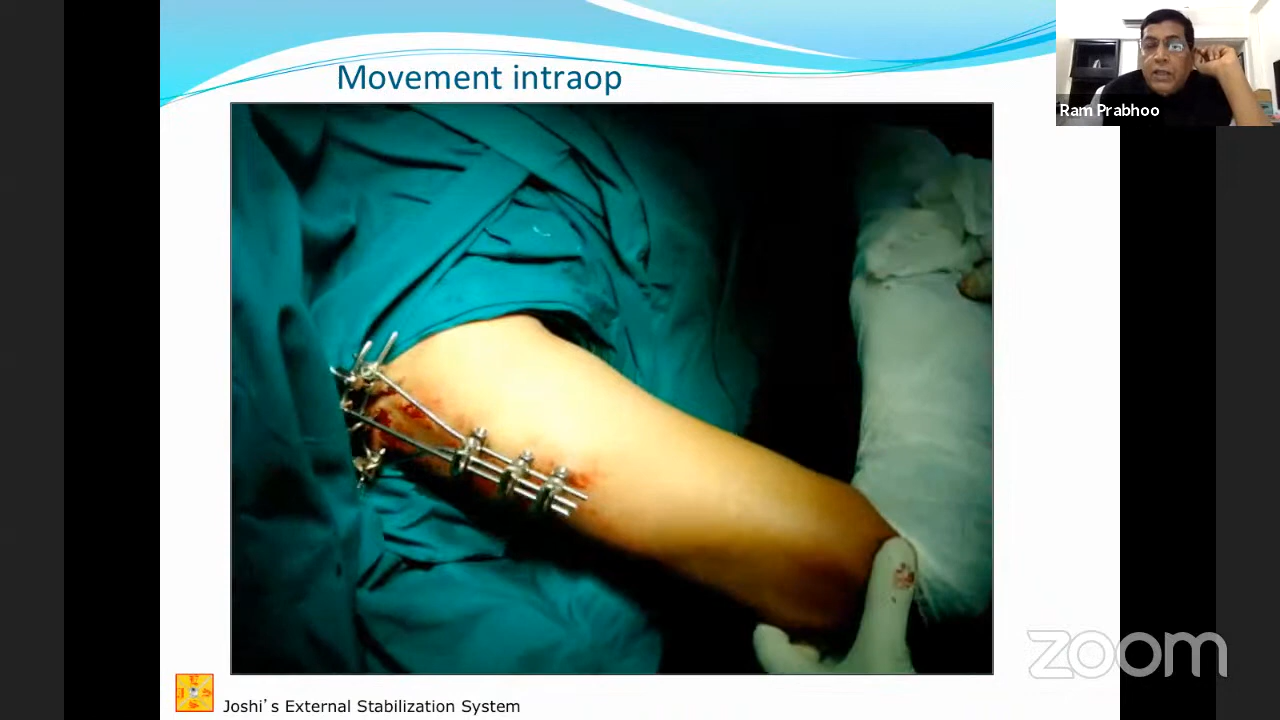 Movement intraop
Ram Prabhoo
zoom
Joshi's External Stabilization System